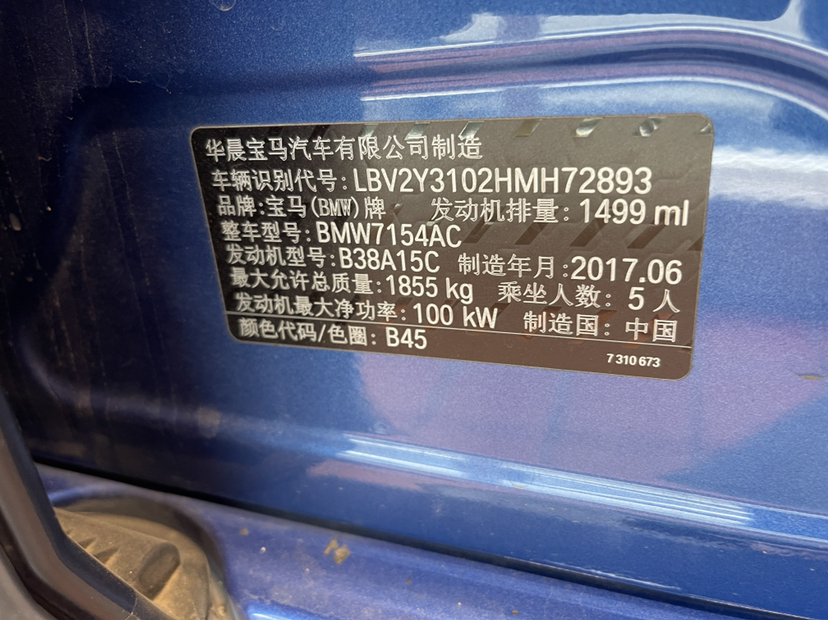 华晨宝马汽车有限公司制造
车辆识别代号: LBV2Y3102HMH72893
品牌: 宝马(BMW)牌 发动机排量: 1499 ml
整车型号: BMW7154AC
发动机型号: B38A15C 制造年月: 2017.06
最大允许总质量: 1855 kg 乘坐人数: 5 人
发动机最大净功率: 100 kW 制造国: 中国
颜色代码/色圈: B45
7 310 673